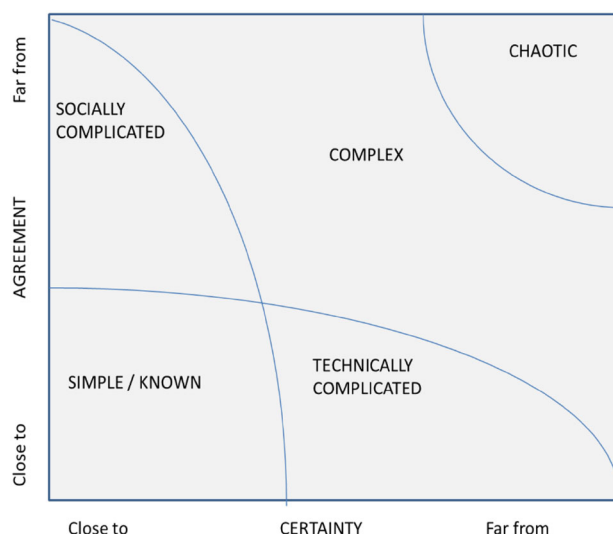 Far from
CHAOTIC
SOCIALLY
COMPLICATED
COMPLEX
AGREEMENT
SIMPLE / KNOWN
TECHNICALLY
COMPLICATED
Close to
Close to
CERTAINTY
Far from